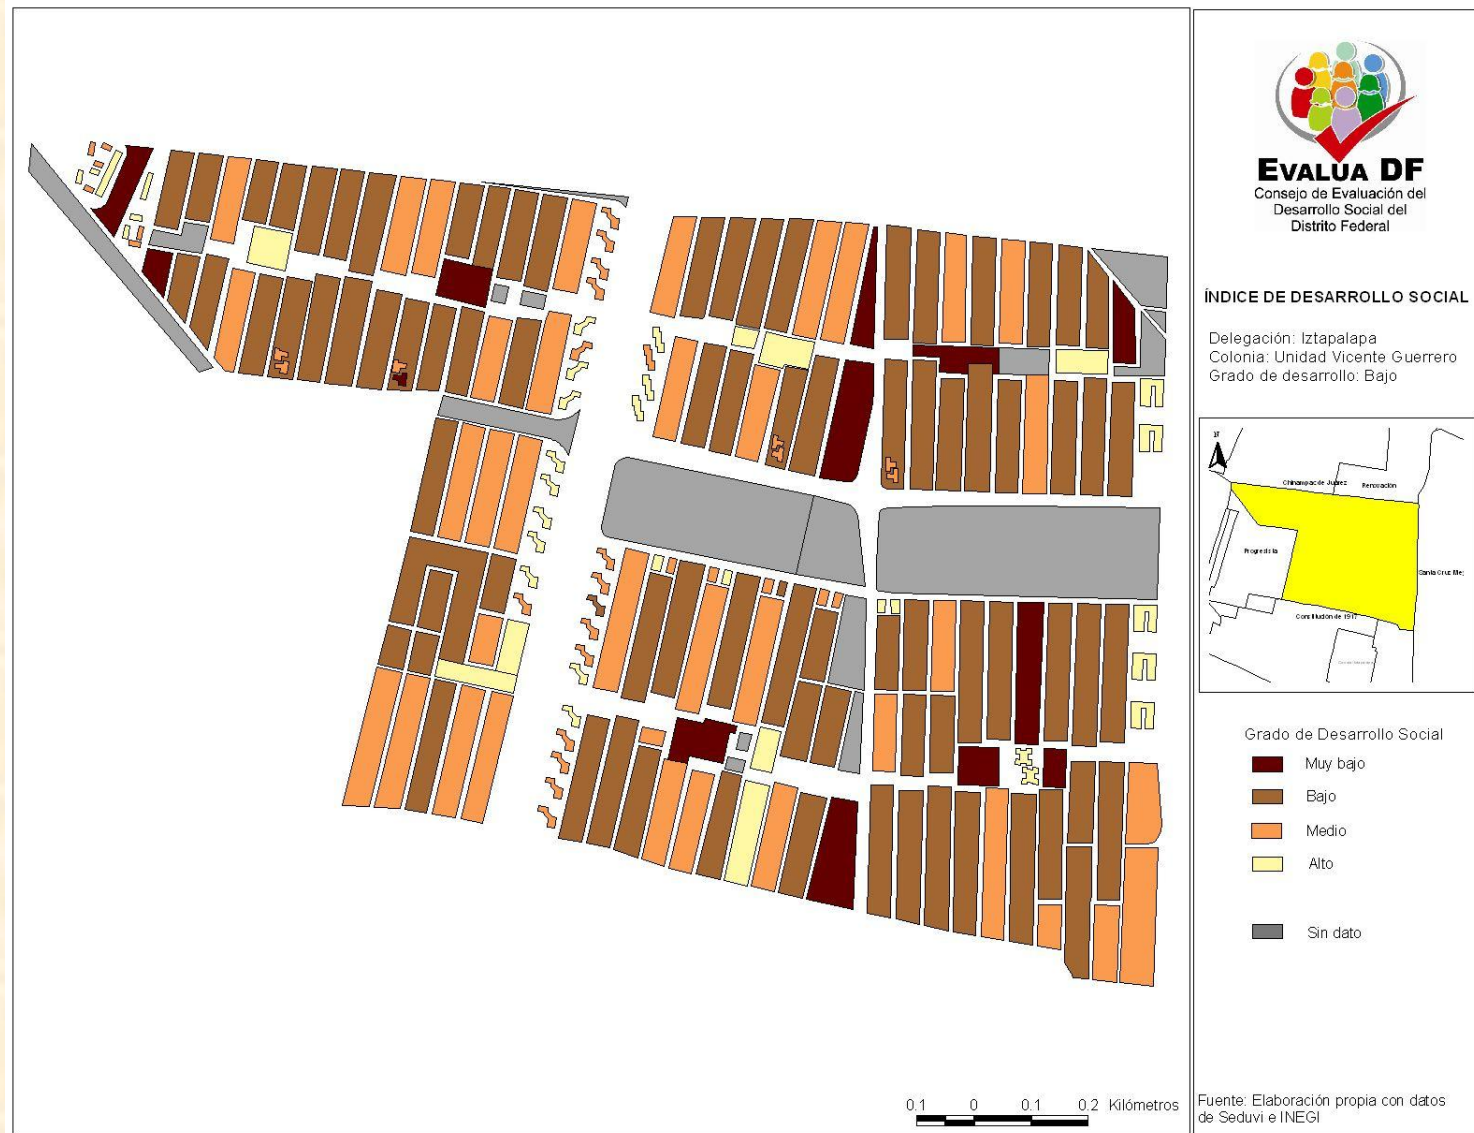 EVALUA DF
Consejo de Evaluación del
Desarrollo Social del
Distrito Federal
ÍNDICE DE DESARROLLO SOCIAL
Delegación: Iztapalapa
Colonia: Unidad Vicente Guerrero
Grado de desarrollo: Bajo
Chinampac de Juárez
Renovación
Progresista
Santa Cruz Me
Constitución de 1917
Grado de Desarrollo Social
Muy bajo
Bajo
Medio
Alto
Sin dato
0.1 0 0.1 0.2 Kilómetros
Fuente: Elaboración propia con datos
de Seduvi e INEGI